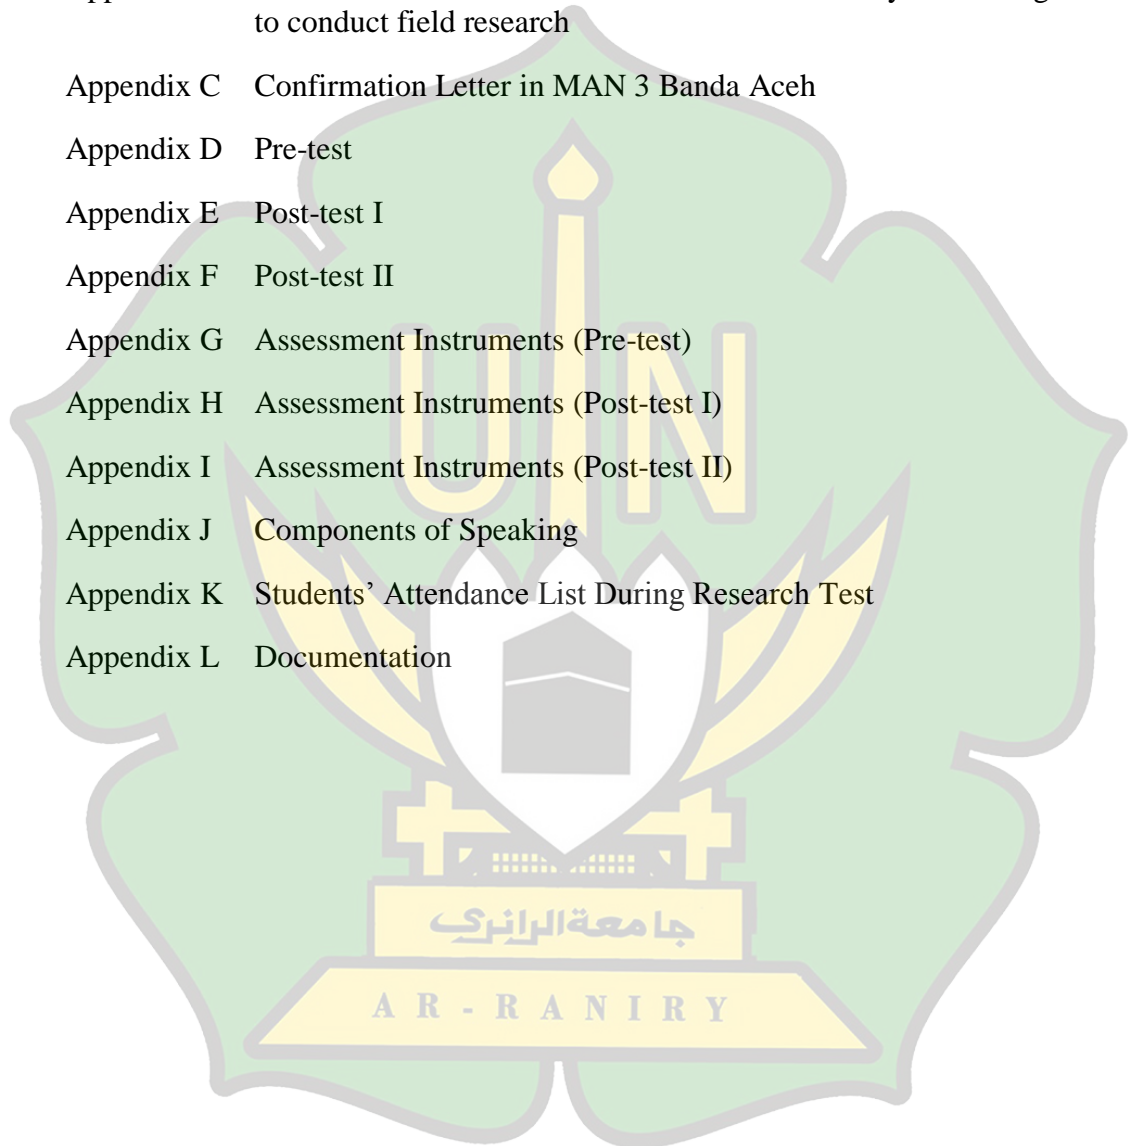 to conduct field research
Appendix C Confirmation Letter in MAN 3 Banda Aceh
Appendix D Pre-test
Appendix E Post-test I
Appendix F Post-test II
Appendix G Assessment Instruments (Pre-test)
Appendix H Assessment Instruments (Post-test I)
Appendix I Assessment Instruments (Post-test II)
Appendix J Components of Speaking
Appendix K Students’ Attendance List During Research Test
Appendix L Documentation
UIN
جامعةالرانري
AR-RANIRY